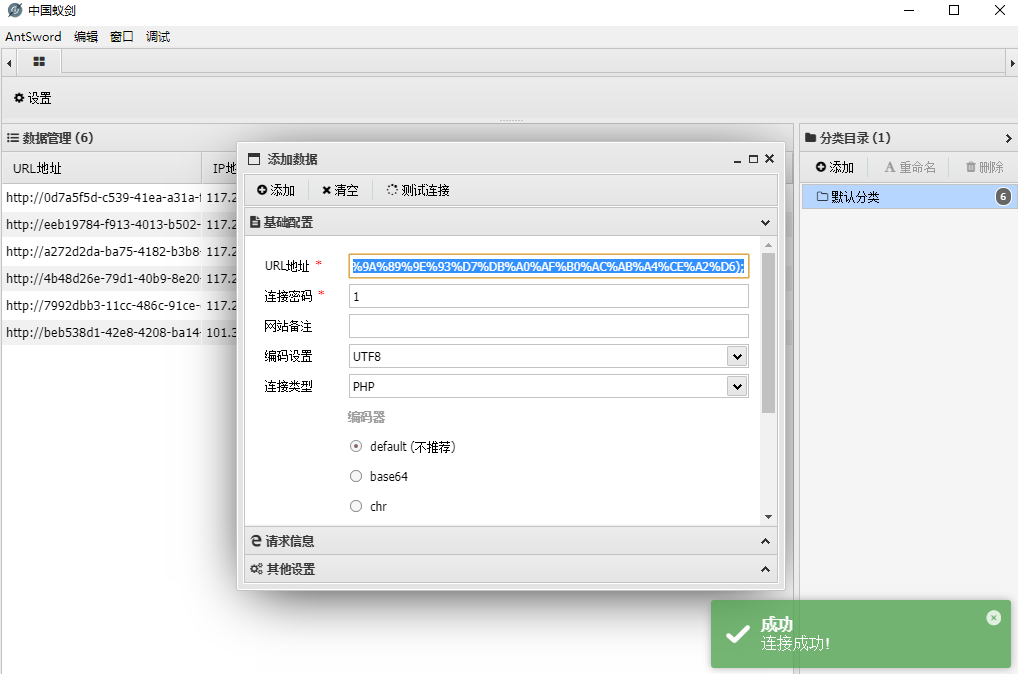 中国蚁剑
AntSword 编辑 窗口 调试
设置
数据管理 (6)
URL地址 IP地
http://0d7a5f5d-c539-41ea-a31a- 117.2
http://eeb19784-f913-4013-b502- 117.2
http://a272d2da-ba75-4182-b3b8- 117.2
http://4b48d26e-79d1-40b9-8e20- 117.2
http://7992dbb3-11cc-486c-91ce- 117.2
http://beb538d1-42e8-4208-ba14- 101.3
添加数据
添加 清空 测试连接
基础配置
URL地址 * %9A%89%9E%93%D7%DB%A0%AF%B0%AC%AB%A4%CE%A2%D6);
连接密码 * 1
网站备注
编码设置 UTF8
连接类型 PHP
编码器
default (不推荐)
base64
chr
请求信息
其他设置
分类目录 (1)
添加 重命名 删除
默认分类 6
成功
连接成功!